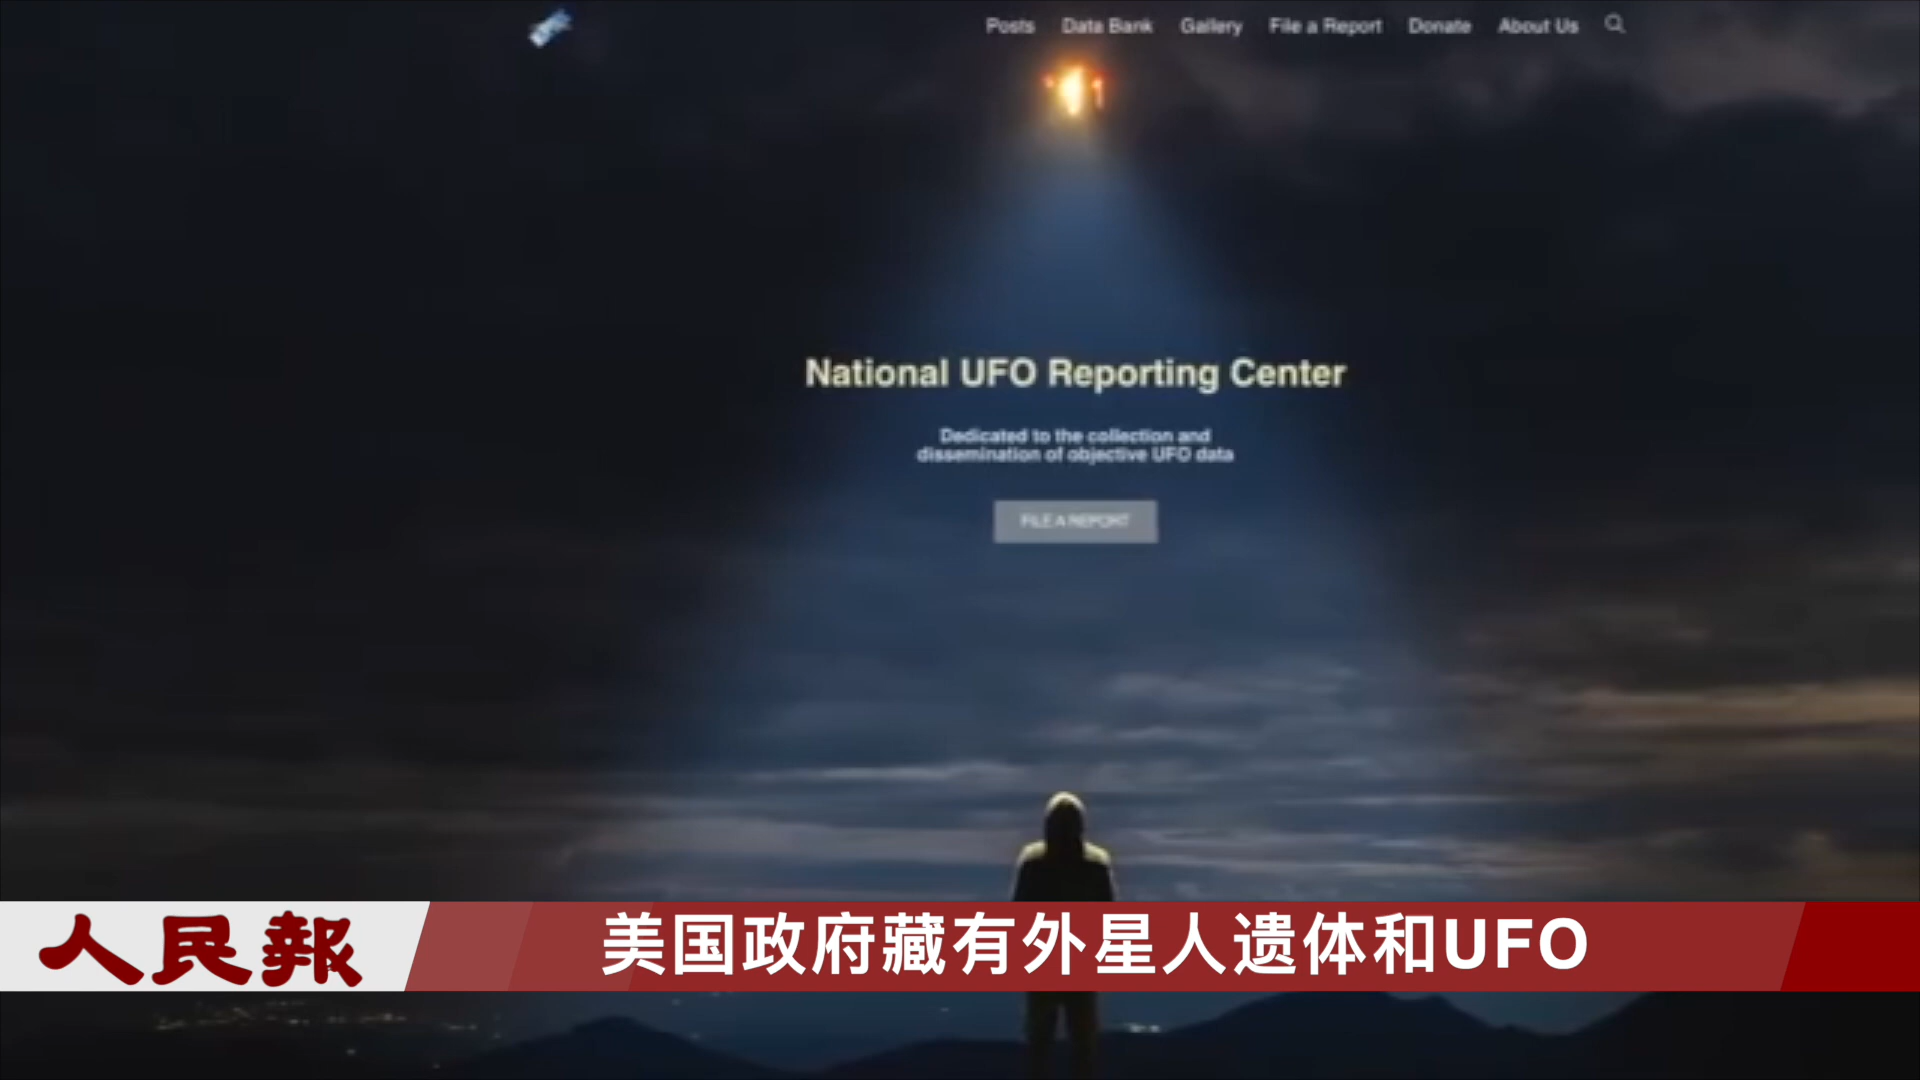 Posts Data Bank Gallery File a Report Donate About Us
National UFO Reporting Center
Dedicated to the collection and
dissemination of objective UFO data
FILE A REPORT
人民報
美国政府藏有外星人遗体和UFO